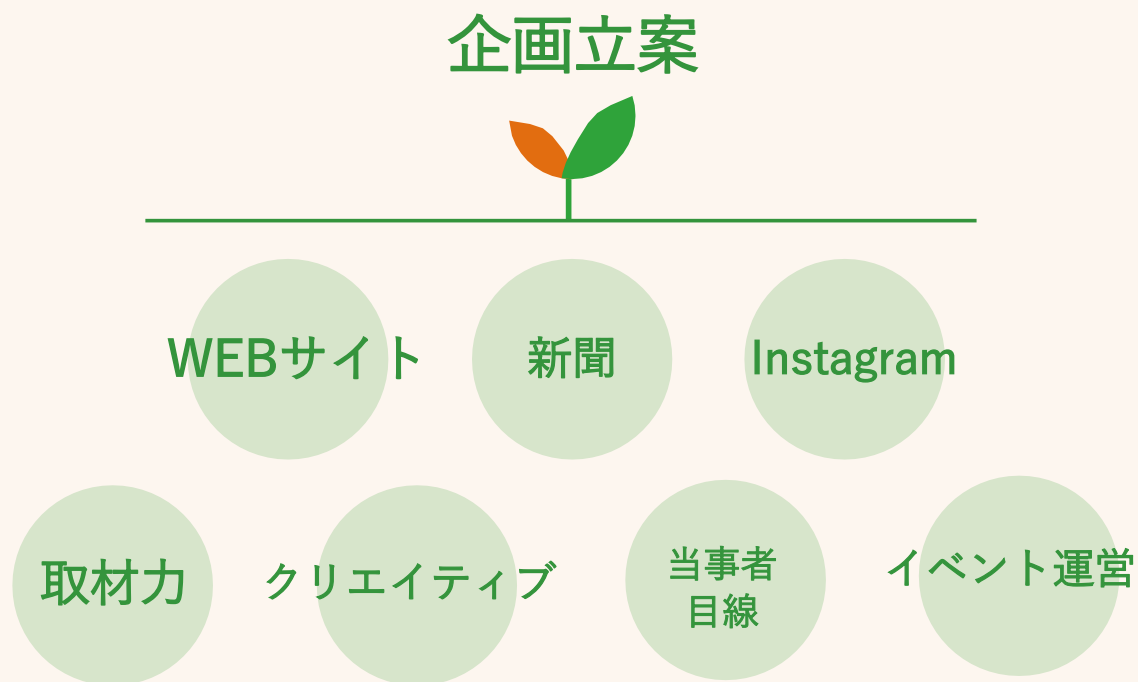 企画立案
WEBサイト
新聞
Instagram
取材力
クリエイティブ
当事者
目線
イベント運営